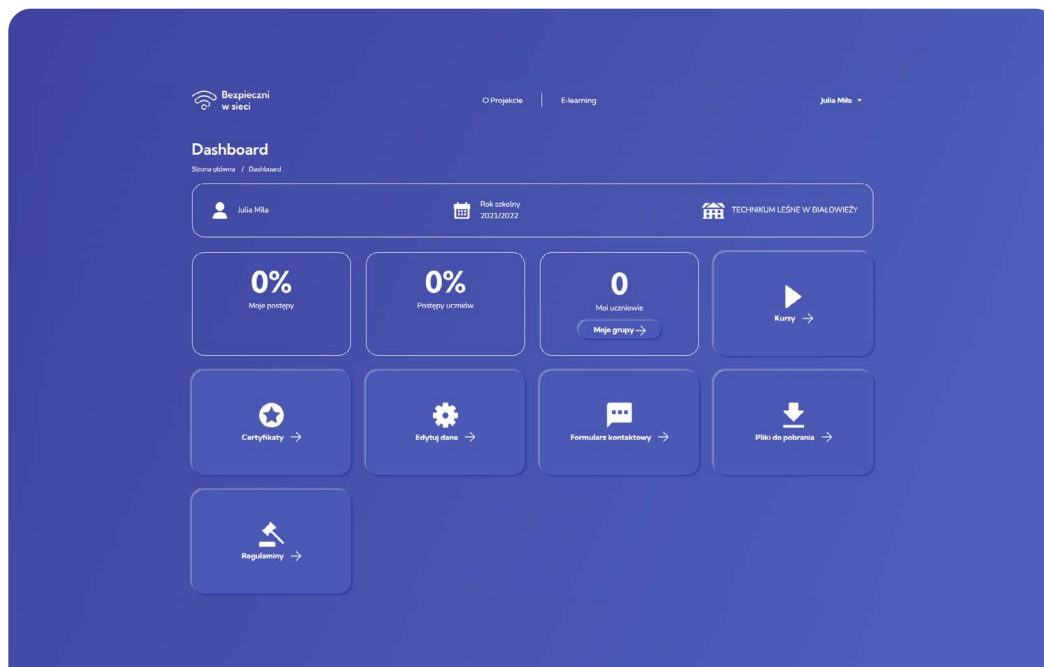 Bezpieczni
w sieci
O Projekcie
E-learning
Julia Miła
Dashboard
Strona główna / Dashboard
Julia Miła
Rok szkolny
2021/2022
TECHNIKUM LEŚNE W BIAŁOWIEŻY
0%
Moje postępy
0%
Postępy uczniów
0
Moi uczniowie
Moje grupy →
Kursy →
Certyfikaty →
Edytuj dane →
Formularz kontaktowy →
Pliki do pobrania →
Regulaminy →